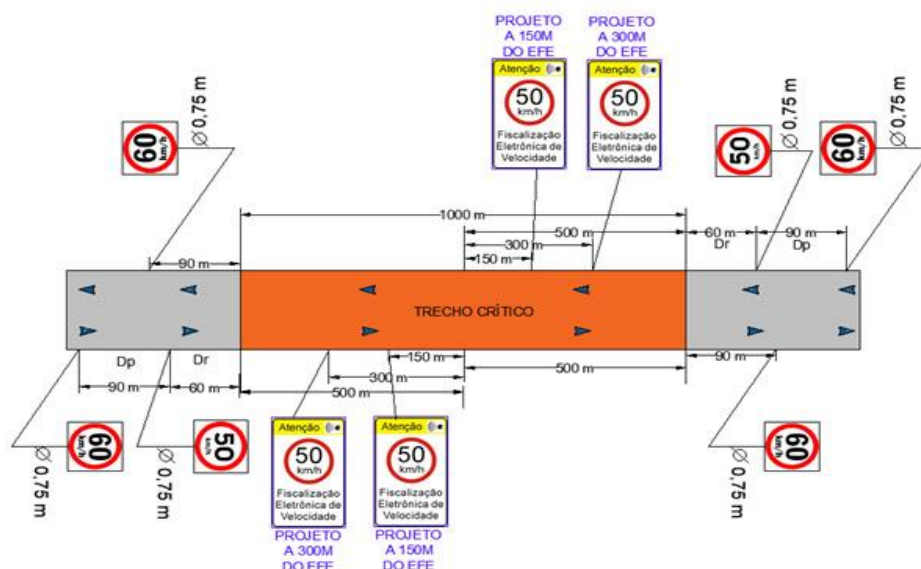 PROJETO
A 150M
DO EFE
PROJETO
A 300M
DO EFE
Atenção
50
km/h
Fiscalização
Eletrônica de
Velocidade
Atenção
50
km/h
Fiscalização
Eletrônica de
Velocidade
60
km/h
Ø 0,75 m
50
km/h
Ø 0,75 m
60
km/h
Ø 0,75 m
1000 m
500 m
60 m
90 m
300 m
Dr
Dp
150 m
90 m
TRECHO CRÍTICO
Dp
Dr
150 m
90 m
90 m
60 m
300 m
500 m
500 m
60
km/h
Ø 0,75 m
50
km/h
Ø 0,75 m
60
km/h
Ø 0,75 m
Atenção
50
km/h
Fiscalização
Eletrônica de
Velocidade
Atenção
50
km/h
Fiscalização
Eletrônica de
Velocidade
PROJETO
A 300M
DO EFE
PROJETO
A 150M
DO EFE